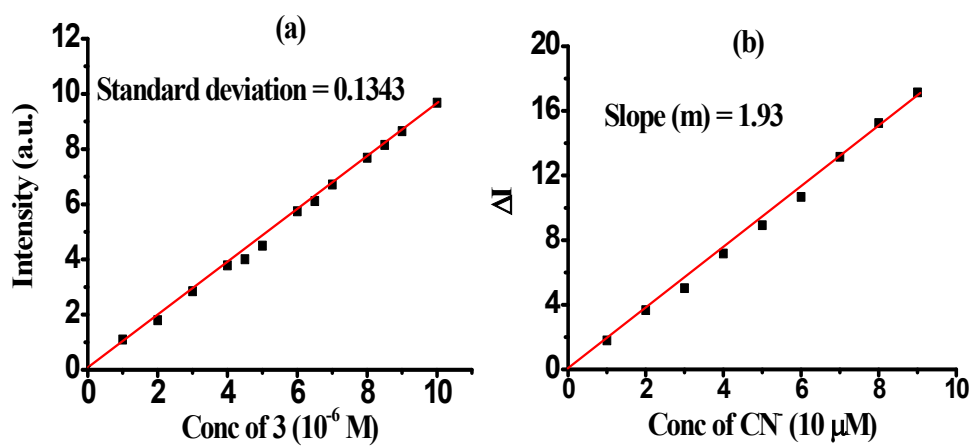 (a)
Standard deviation = 0.1343
Intensity (a.u.)
12
10
8
6
4
2
0
0 2 4 6 8 10
Conc of 3 (10⁻⁶ M)
(b)
Slope (m) = 1.93
ΔI
20
16
12
8
4
0
0 2 4 6 8 10
Conc of CN⁻ (10 μM)